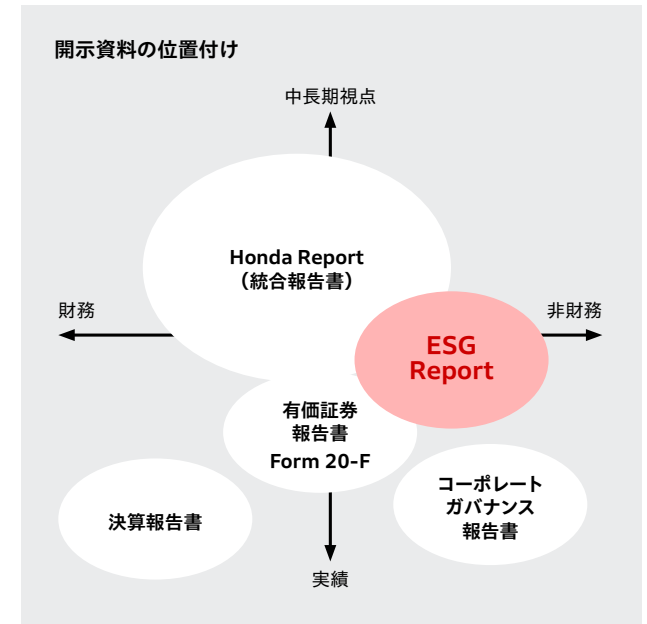 開示資料の位置付け
中長期視点
Honda Report
（統合報告書）
財務
非財務
ESG
Report
有価証券
報告書
Form 20-F
決算報告書
コーポレート
ガバナンス
報告書
実績